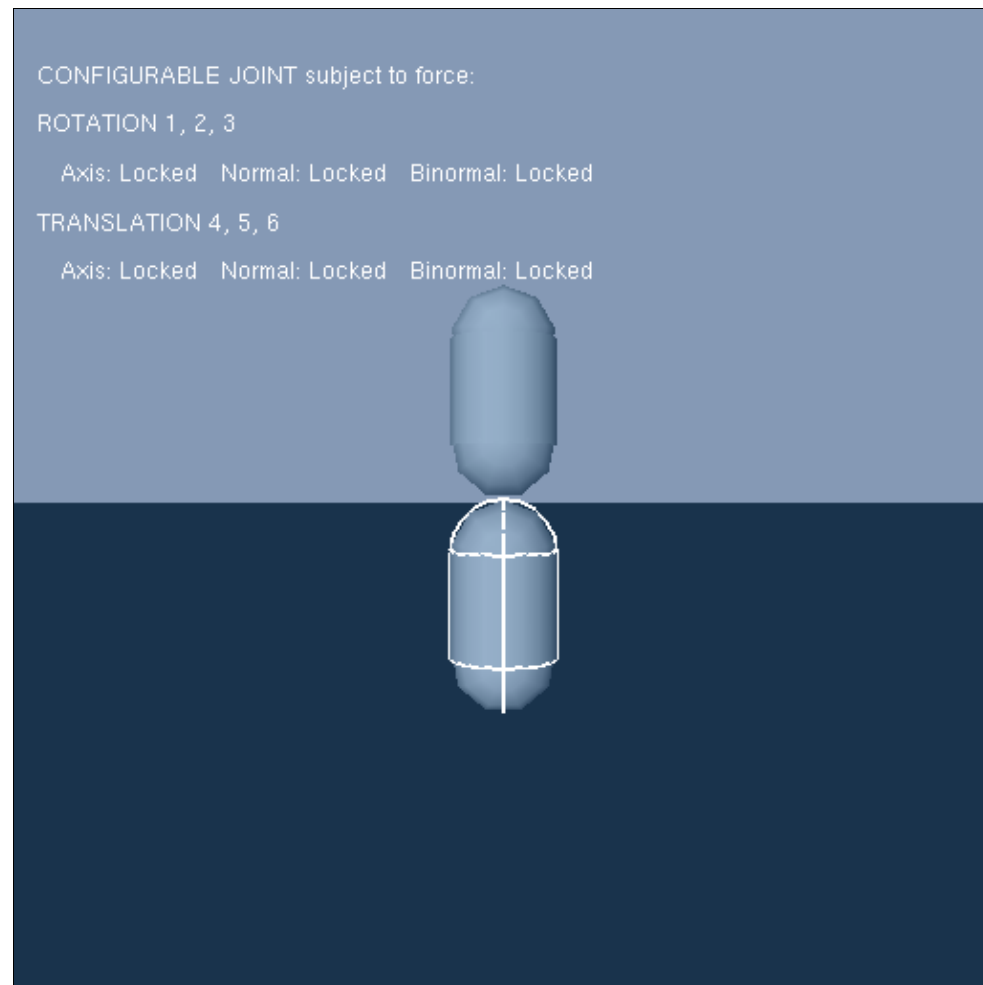 CONFIGURABLE JOINT subject to force:
ROTATION 1, 2, 3
Axis: Locked Normal: Locked Binormal: Locked
TRANSLATION 4, 5, 6
Axis: Locked Normal: Locked Binormal: Locked